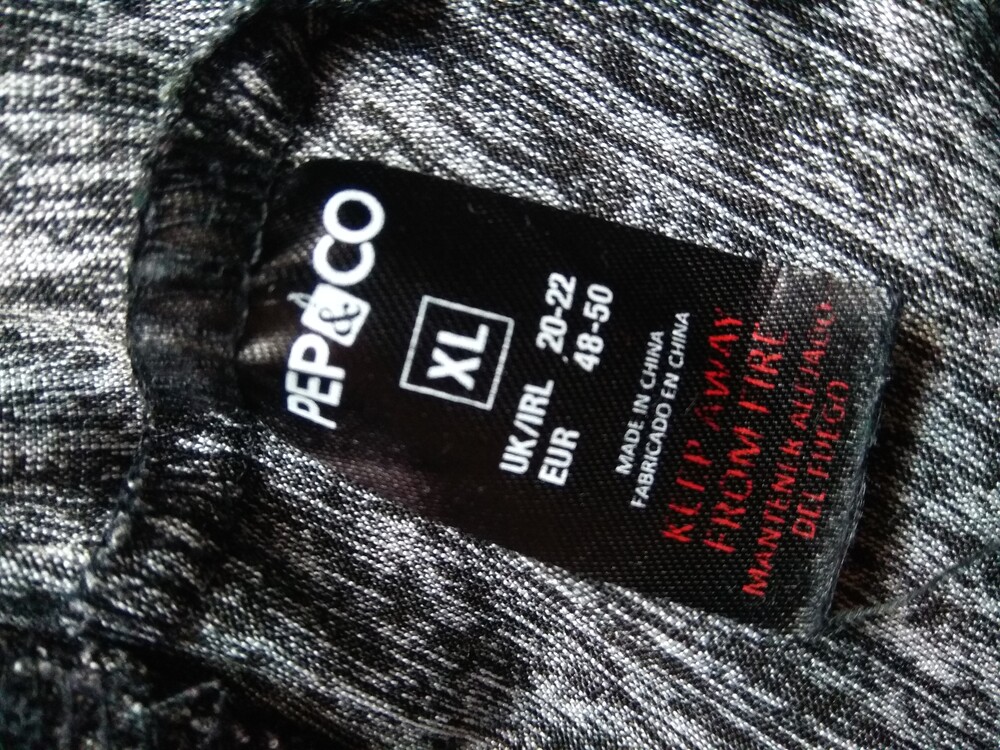 PEP&CO
XL
UK/IRL 20-22
EUR 48-50
MADE IN CHINA
FABRICADO EN CHINA
KEEP AWAY
FROM FIRE
MANTENER ALEJADO
DEL FUEGO